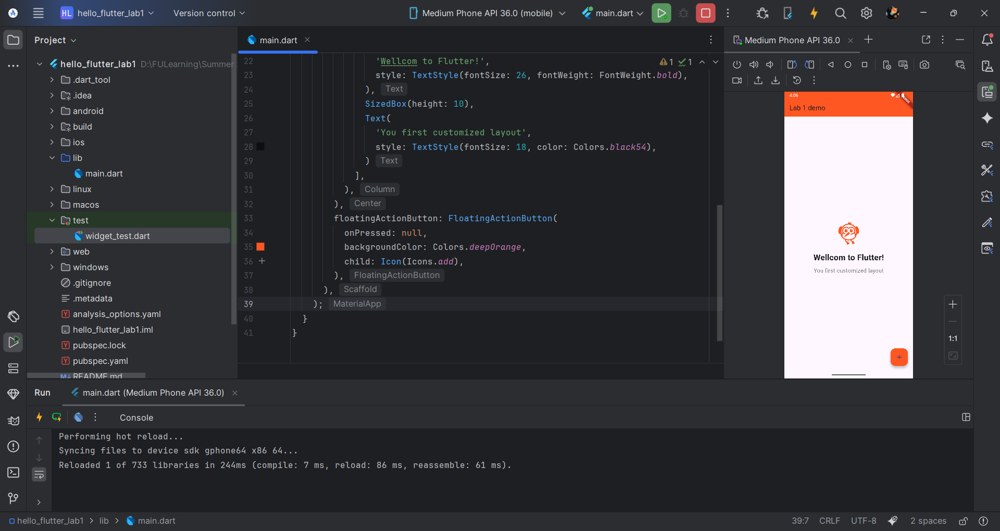 HL hello_flutter_lab1 Version control Medium Phone API 36.0 (mobile) main.dart
Project
main.dart
Medium Phone API 36.0
hello_flutter_lab1 D:\FULearning\Summer
.dart_tool
.idea
android
build
ios
lib
main.dart
linux
macos
test
widget_test.dart
web
windows
.gitignore
.metadata
analysis_options.yaml
hello_flutter_lab1.iml
pubspec.lock
pubspec.yaml
README.md
22 'Wellcom to Flutter!', 1 1
23 style: TextStyle(fontSize: 26, fontWeight: FontWeight.bold),
24 ), Text
25 SizedBox(height: 10),
26 Text(
27 'You first customized layout',
28 style: TextStyle(fontSize: 18, color: Colors.black54),
29 ) Text
30 ],
31 ), Column
32 ), Center
33 floatingActionButton: FloatingActionButton(
34 onPressed: null,
35 backgroundColor: Colors.deepOrange,
36 child: Icon(Icons.add),
37 ), FloatingActionButton
38 ), Scaffold
39 ); MaterialApp
40 }
41 }
4:06
DEBUG
Lab 1 demo
Wellcom to Flutter!
You first customized layout
1:1
Run main.dart (Medium Phone API 36.0)
Console
Performing hot reload...
Syncing files to device sdk gphone64 x86 64...
Reloaded 1 of 733 libraries in 244ms (compile: 7 ms, reload: 86 ms, reassemble: 61 ms).
hello_flutter_lab1 > lib > main.dart 39:7 CRLF UTF-8 2 spaces